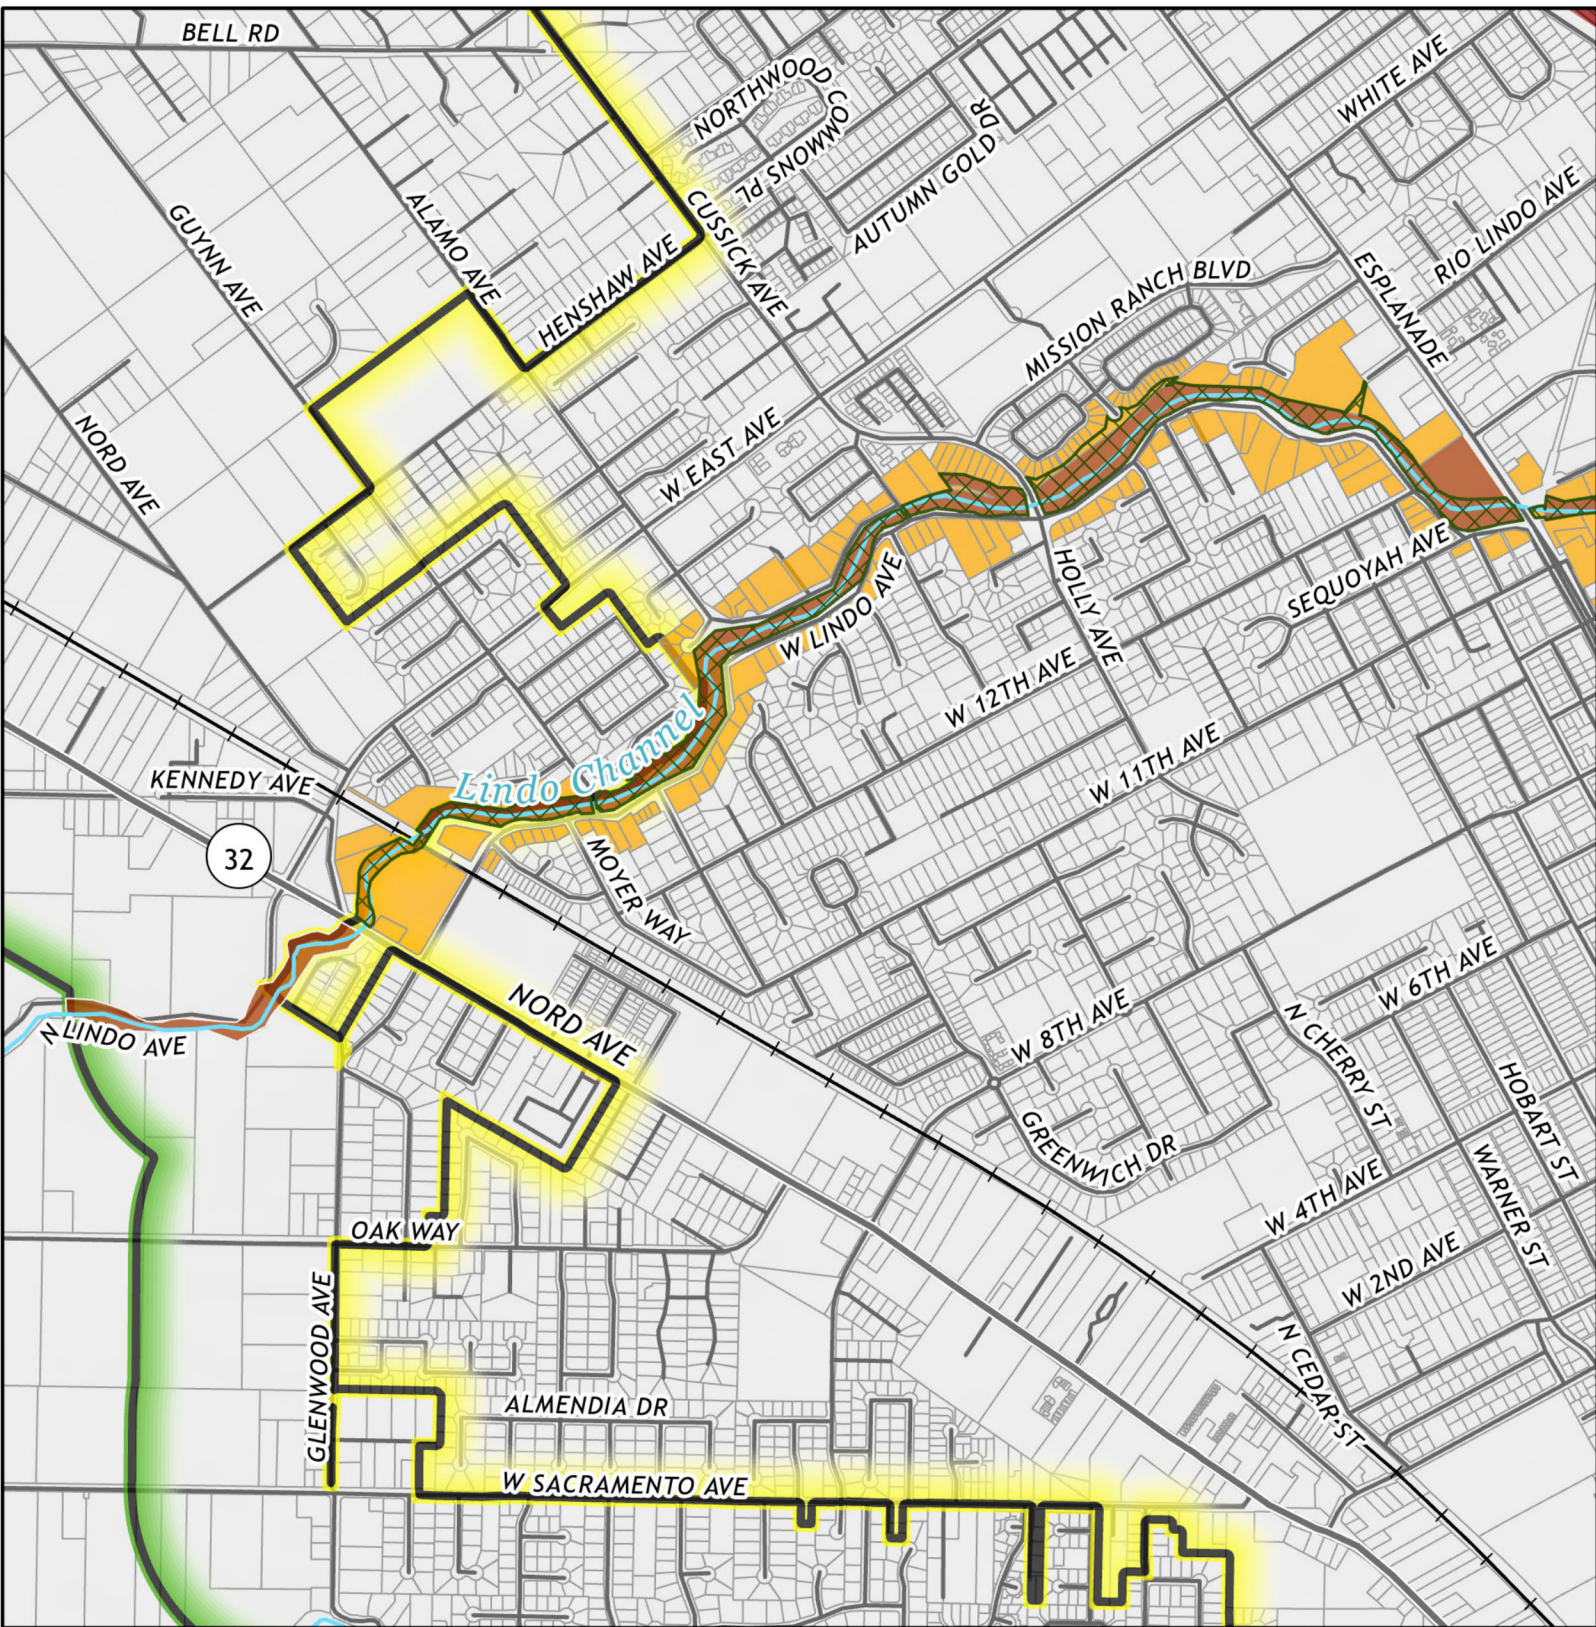 BELL RD
NORTHWOOD COMMONS PL
WHITE AVE
AUTUMN GOLD DR
GUYNN AVE
ALAMO AVE
CUSSICK AVE
HENSHAW AVE
RIO LINDO AVE
ESPLANADE
MISSION RANCH BLVD
NORD AVE
W EAST AVE
W LINDO AVE
HOLLY AVE
SEQUOYAH AVE
W 12TH AVE
Lindo Channel
W 11TH AVE
KENNEDY AVE
32
MOYER WAY
N LINDO AVE
NORD AVE
W 8TH AVE
W 6TH AVE
N CHERRY ST
HOBART ST
GREENWICH DR
W 4TH AVE
WARNER ST
OAK WAY
W 2ND AVE
GLENWOOD AVE
N CEDAR ST
ALMENDIA DR
W SACRAMENTO AVE